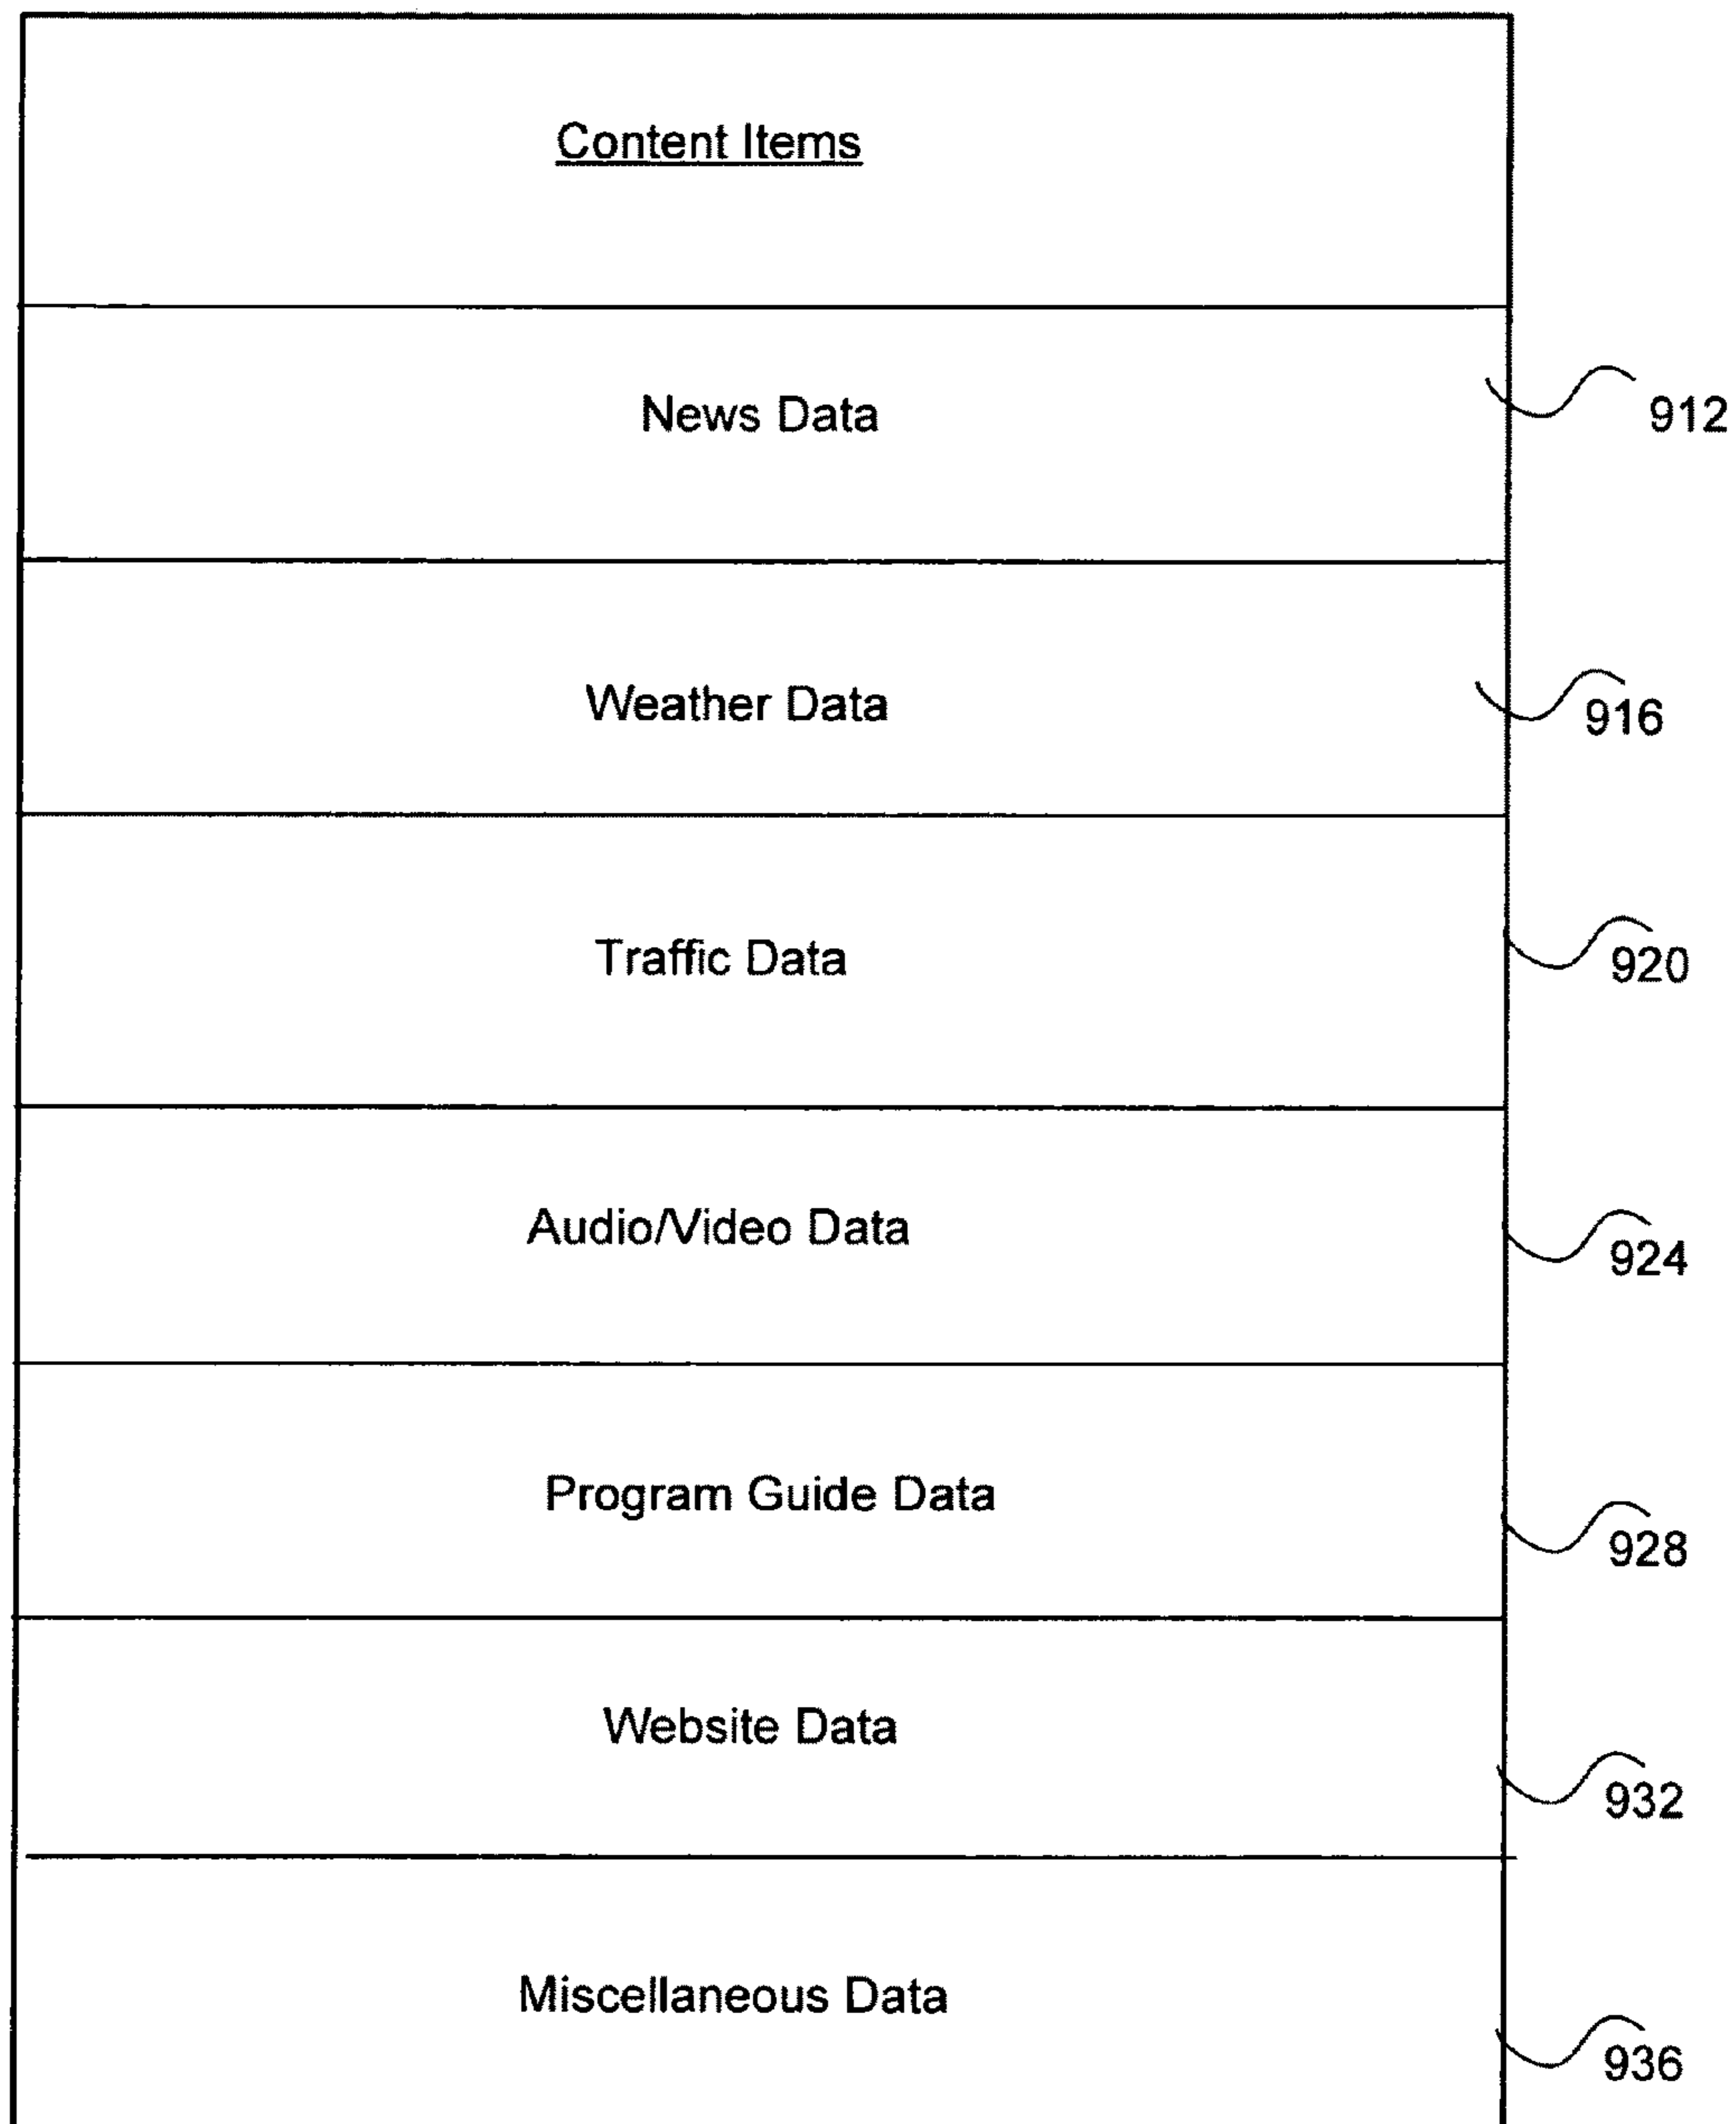 Content Items
News Data
912
Weather Data
916
Traffic Data
920
Audio/Video Data
924
Program Guide Data
928
Website Data
932
Miscellaneous Data
936